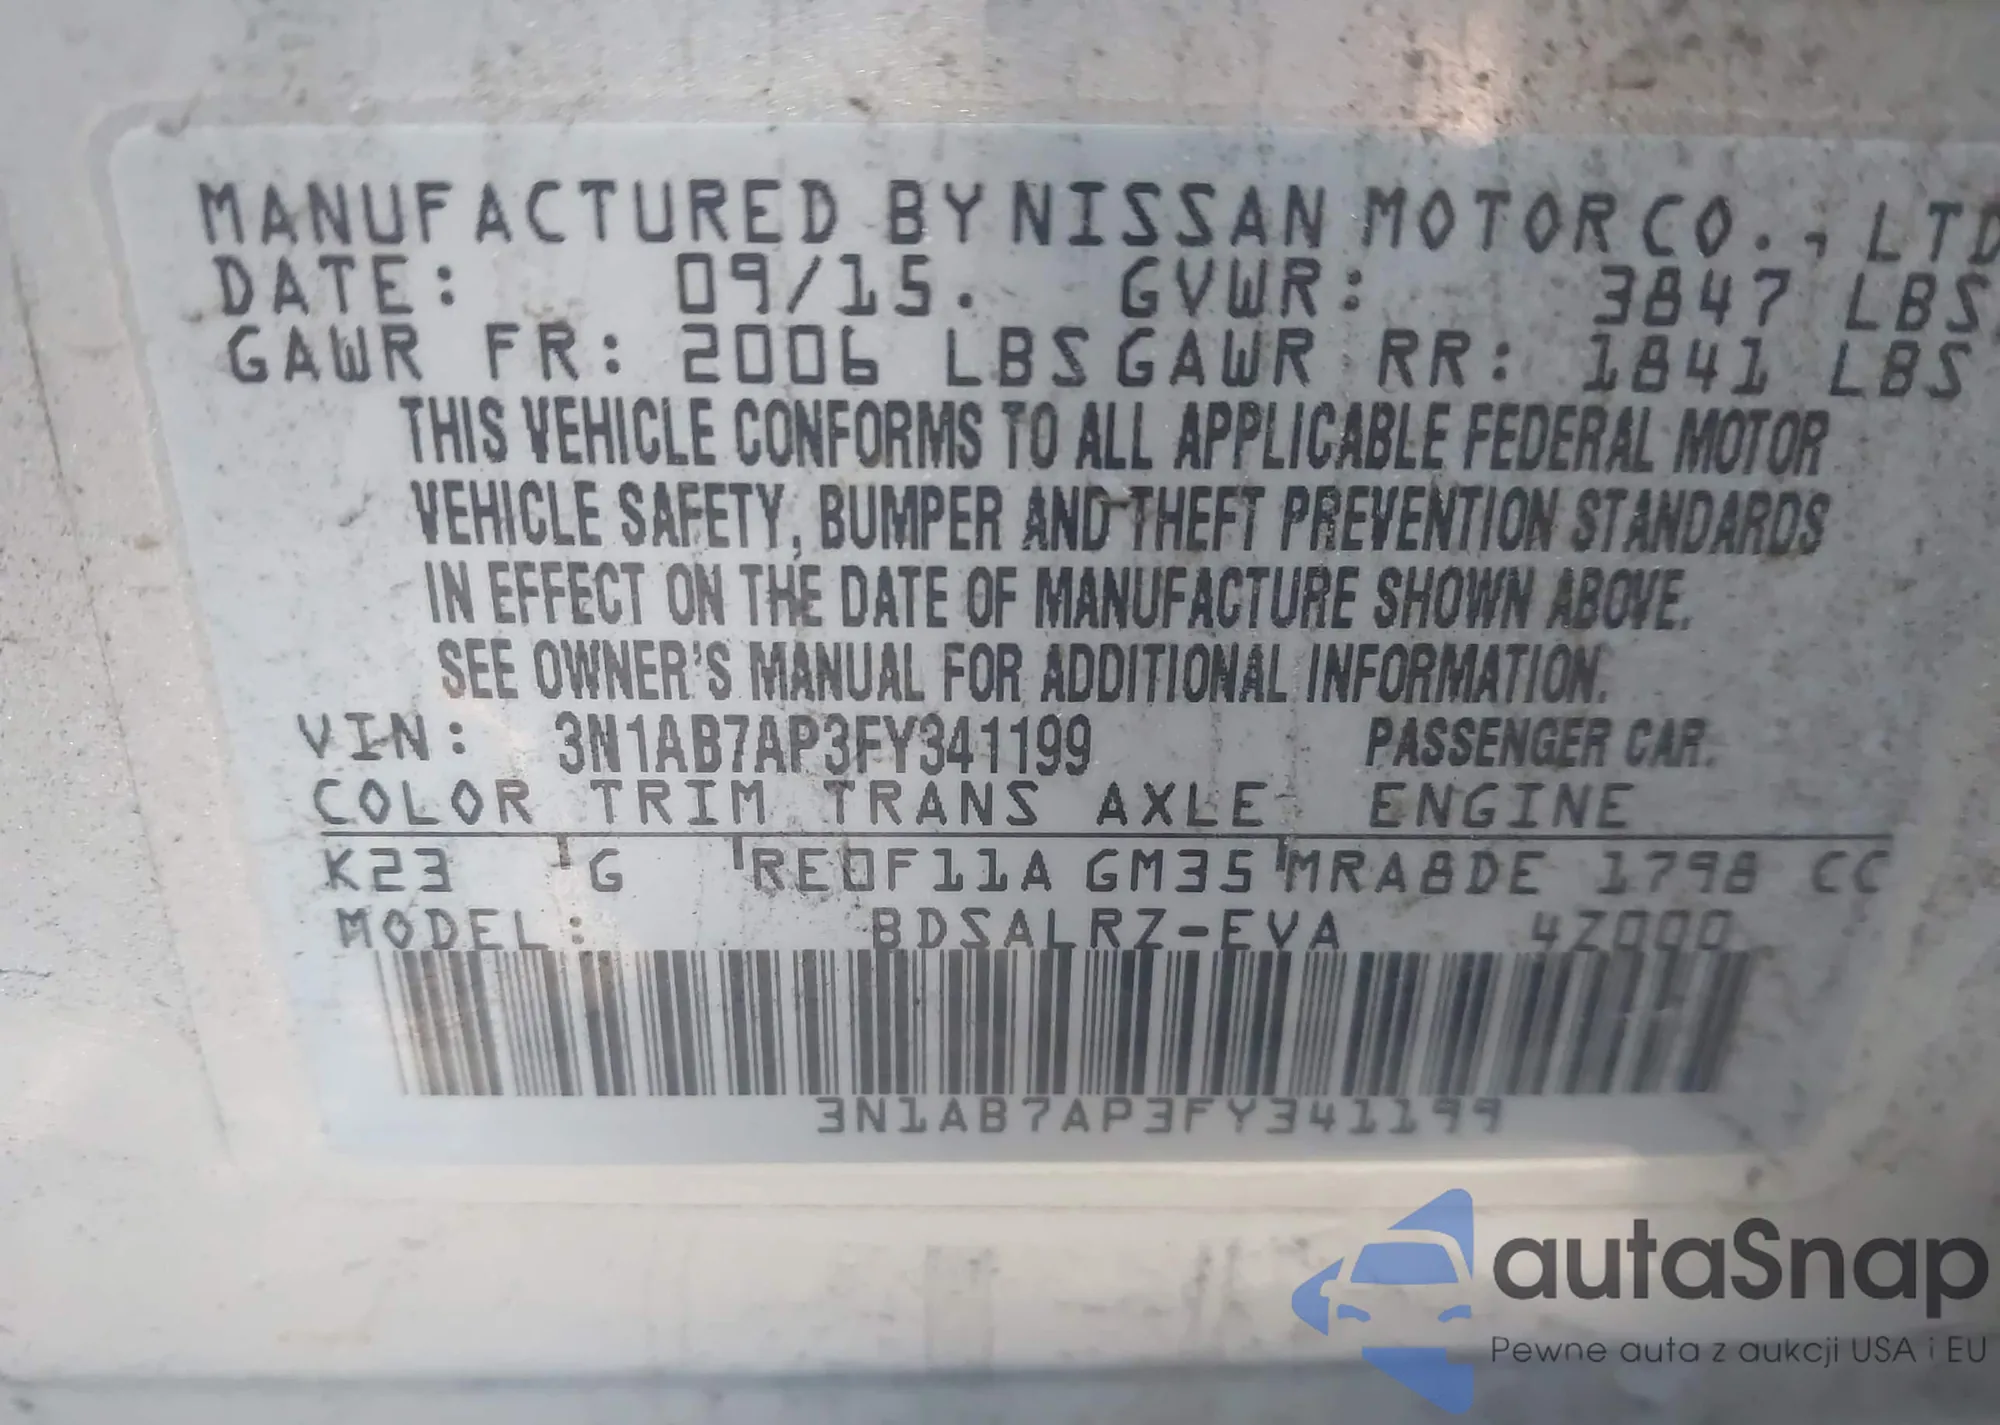 MANUFACTURED BY NISSAN MOTOR CO., LTD
DATE: 09/15. GVWR: 3847 LBS
GAWR FR: 2006 LBS GAWR RR: 1841 LBS
THIS VEHICLE CONFORMS TO ALL APPLICABLE FEDERAL MOTOR
VEHICLE SAFETY, BUMPER AND THEFT PREVENTION STANDARDS
IN EFFECT ON THE DATE OF MANUFACTURE SHOWN ABOVE.
SEE OWNER'S MANUAL FOR ADDITIONAL INFORMATION.
VIN: 3N1AB7AP3FY341199 PASSENGER CAR.
COLOR TRIM TRANS AXLE ENGINE
K23 G RE0F11A GM35 MRA8DE 1798 CC
MODEL: BDSALRZ-EVA 4Z000
3N1AB7AP3FY341199
autaSnap
Pewne auta z aukcji USA i EU